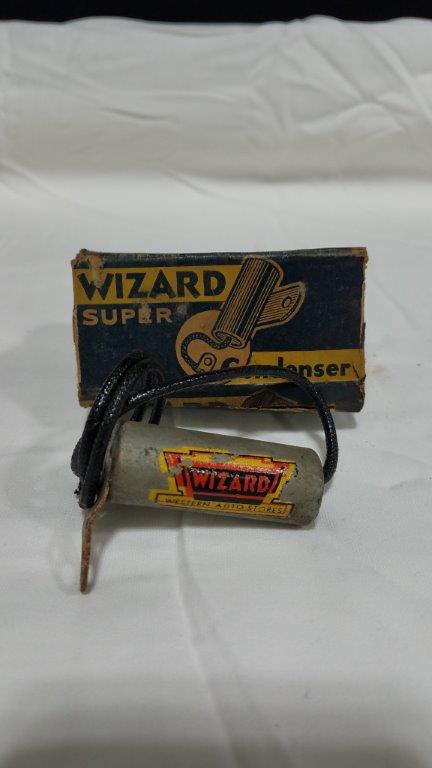 WIZARD
SUPER
Condenser
WIZARD
WESTERN AUTO STORES